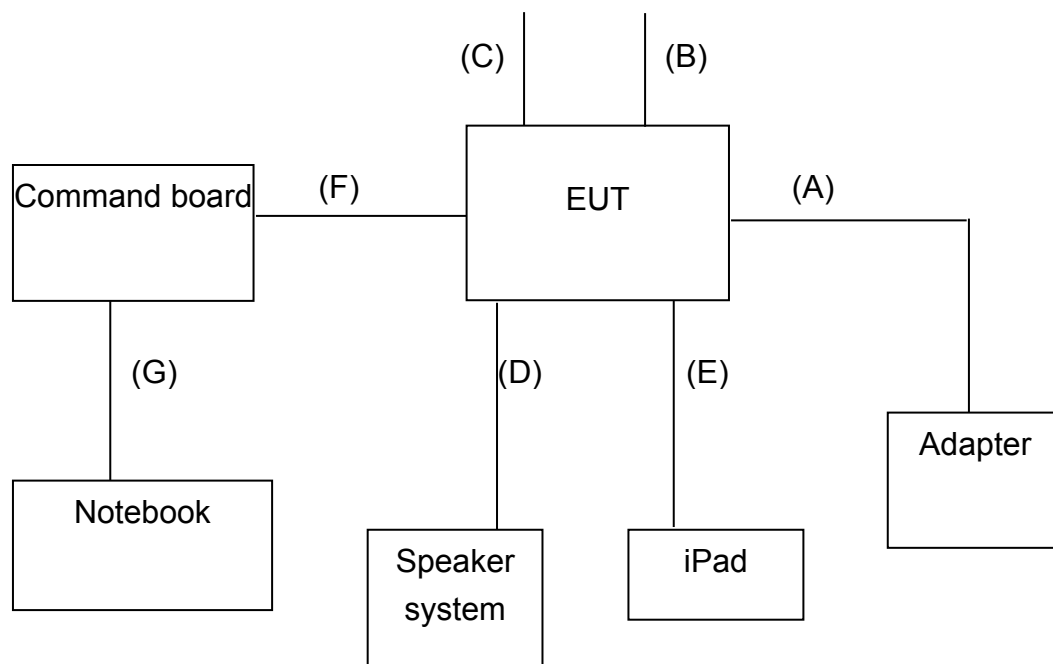 (C)
(B)
Command board
(F)
EUT
(A)
(G)
(D)
(E)
Adapter
Notebook
Speaker
system
iPad